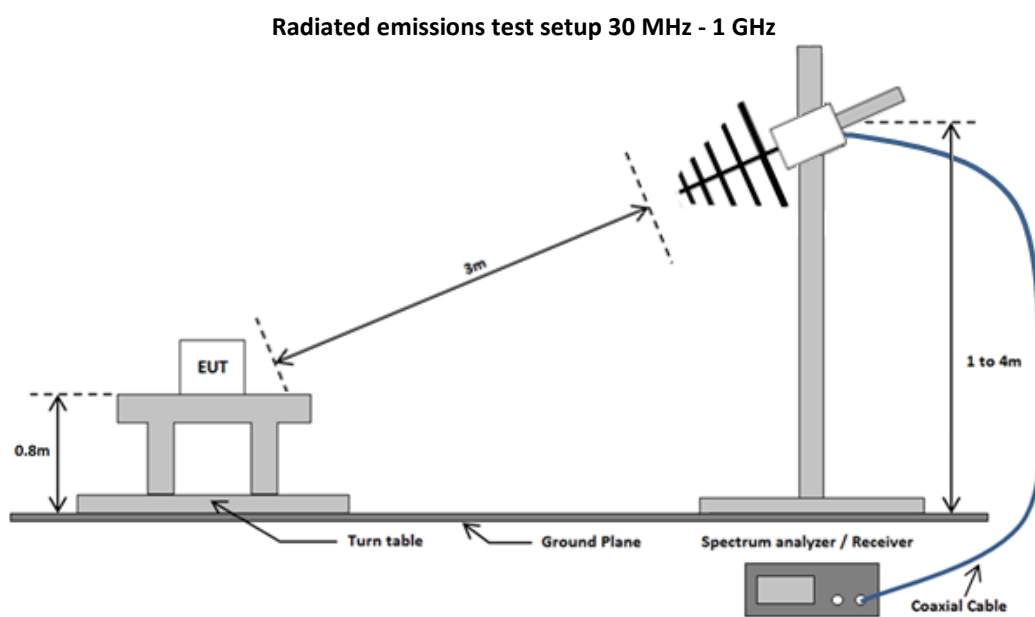 Radiated emissions test setup 30 MHz - 1 GHz
3m
EUT
1 to 4m
0.8m
Turn table
Ground Plane
Spectrum analyzer / Receiver
Coaxial Cable